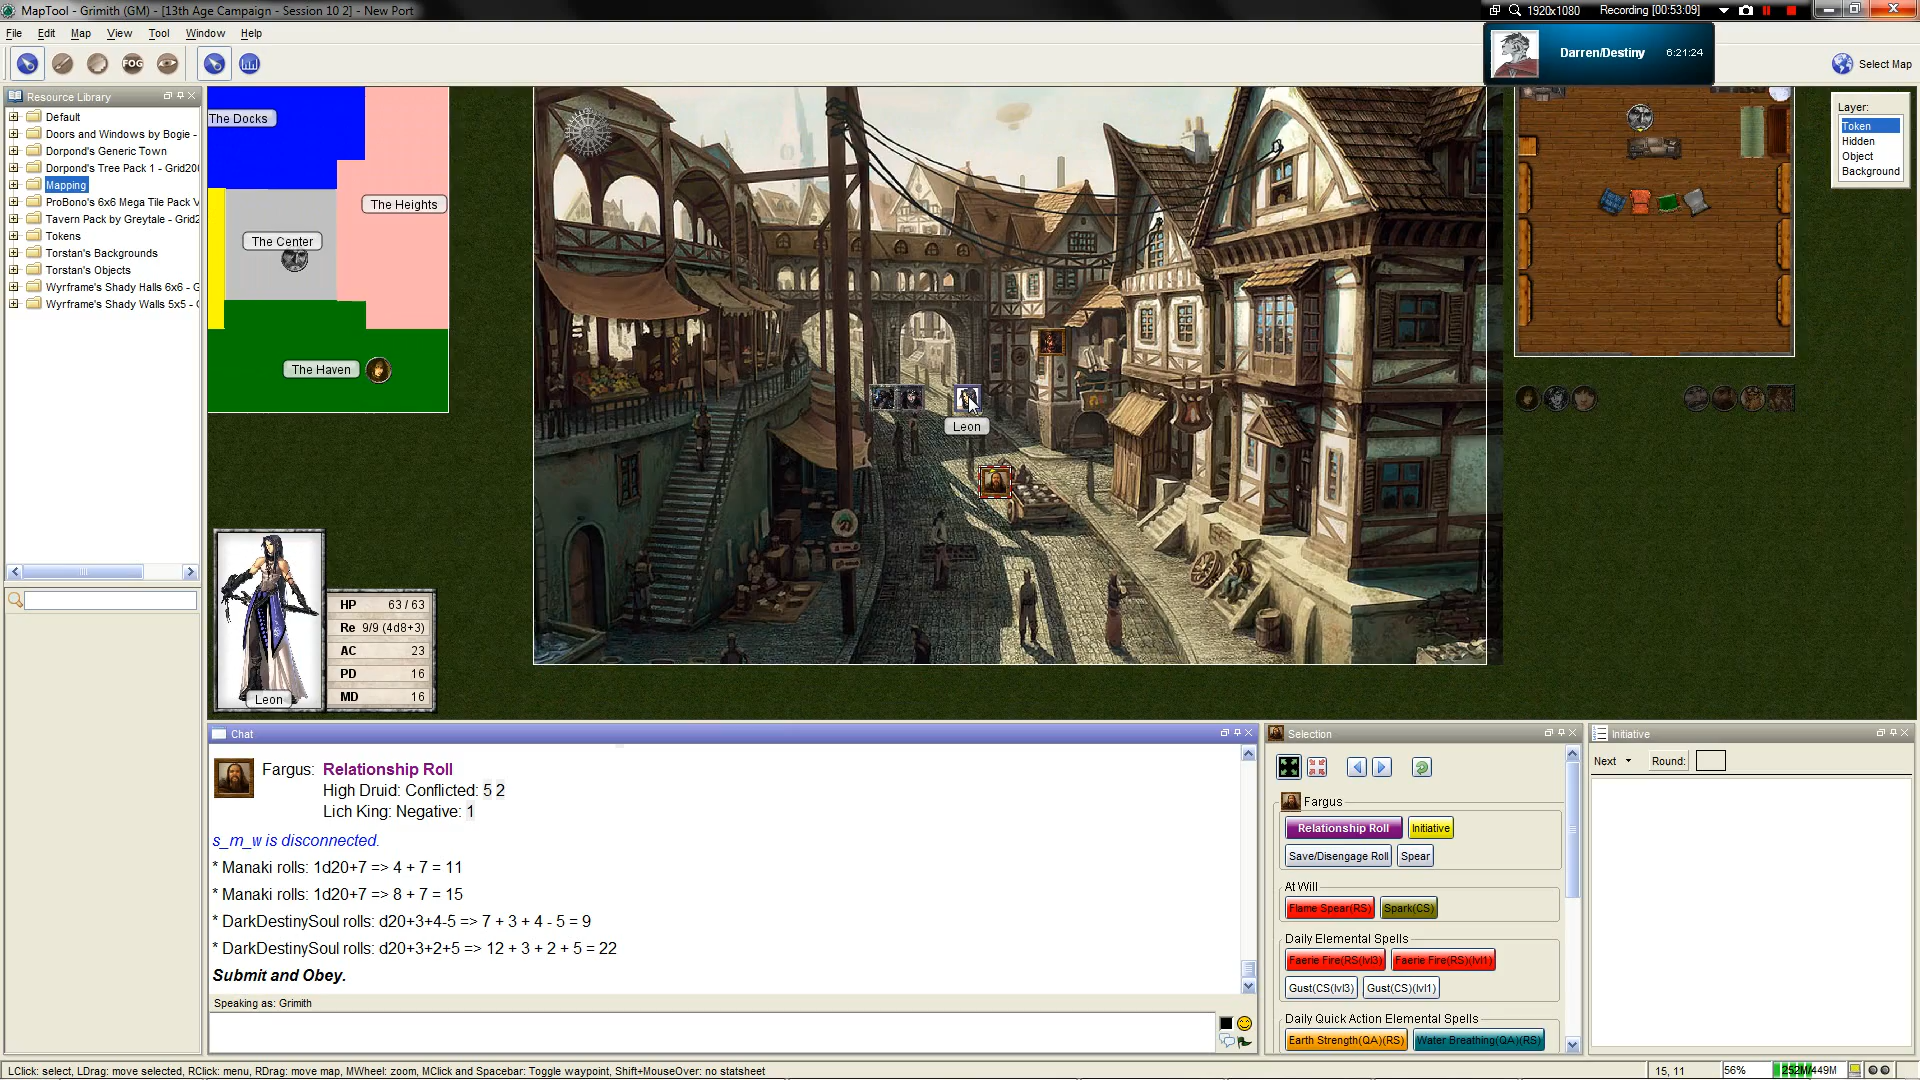 MapTool - Grimith (GM) - [13th Age Campaign - Session 10 2] - New Port
1920x1080
Recording [00:53:09]
File Edit Map View Tool Window Help
FOG
Darren/Destiny 6:21:24
Select Map
Resource Library
Default
Doors and Windows by Bogie -
Dorpond's Generic Town
Dorpond's Tree Pack 1 - Grid20
Mapping
ProBono's 6x6 Mega Tile Pack V
Tavern Pack by Greytale - Grid2
Tokens
Torstan's Backgrounds
Torstan's Objects
Wyrframe's Shady Halls 6x6 - G
Wyrframe's Shady Walls 5x5 - G
The Docks
The Heights
The Center
The Haven
Leon
Layer:
Token
Hidden
Object
Background
Leon
HP 63 / 63
Re 9/9 (4d8+3)
AC 23
PD 16
MD 16
Chat
Fargus: Relationship Roll
High Druid: Conflicted: 5 2
Lich King: Negative: 1
s_m_w is disconnected.
* Manaki rolls: 1d20+7 => 4 + 7 = 11
* Manaki rolls: 1d20+7 => 8 + 7 = 15
* DarkDestinySoul rolls: d20+3+4-5 => 7 + 3 + 4 - 5 = 9
* DarkDestinySoul rolls: d20+3+2+5 => 12 + 3 + 2 + 5 = 22
Submit and Obey.
Speaking as: Grimith
Selection
Fargus
Relationship Roll Initiative
Save/Disengage Roll Spear
At Will
Flame Spear(RS) Spark(CS)
Daily Elemental Spells
Faerie Fire(RS(lvl3) Faerie Fire(RS)(lvl1)
Gust(CS(lvl3) Gust(CS)(lvl1)
Daily Quick Action Elemental Spells
Earth Strength(QA)(RS) Water Breathing(QA)(RS)
Initiative
Next Round:
LClick: select, LDrag: move selected, RClick: menu, RDrag: move map, MWheel: zoom, MClick and Spacebar: Toggle waypoint, Shift+MouseOver: no statsheet
15, 11
56%
252M/449M